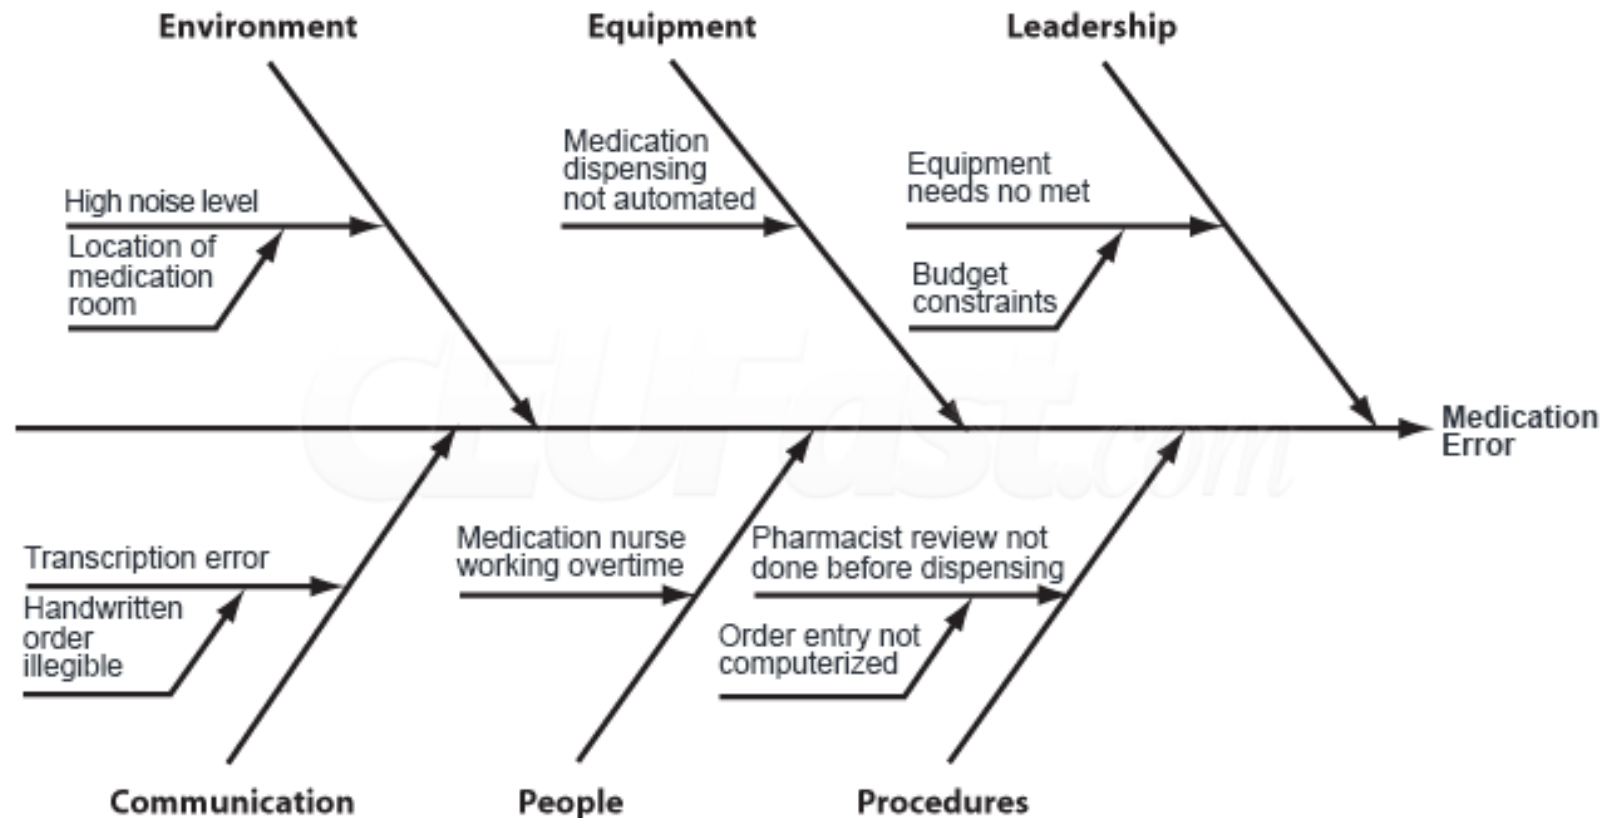 Environment
Equipment
Leadership
High noise level
Location of
medication
room
Medication
dispensing
not automated
Equipment
needs no met
Budget
constraints
CEUFast.com
Medication
Error
Transcription error
Handwritten
order
illegible
Medication nurse
working overtime
Pharmacist review not
done before dispensing
Order entry not
computerized
Communication
People
Procedures